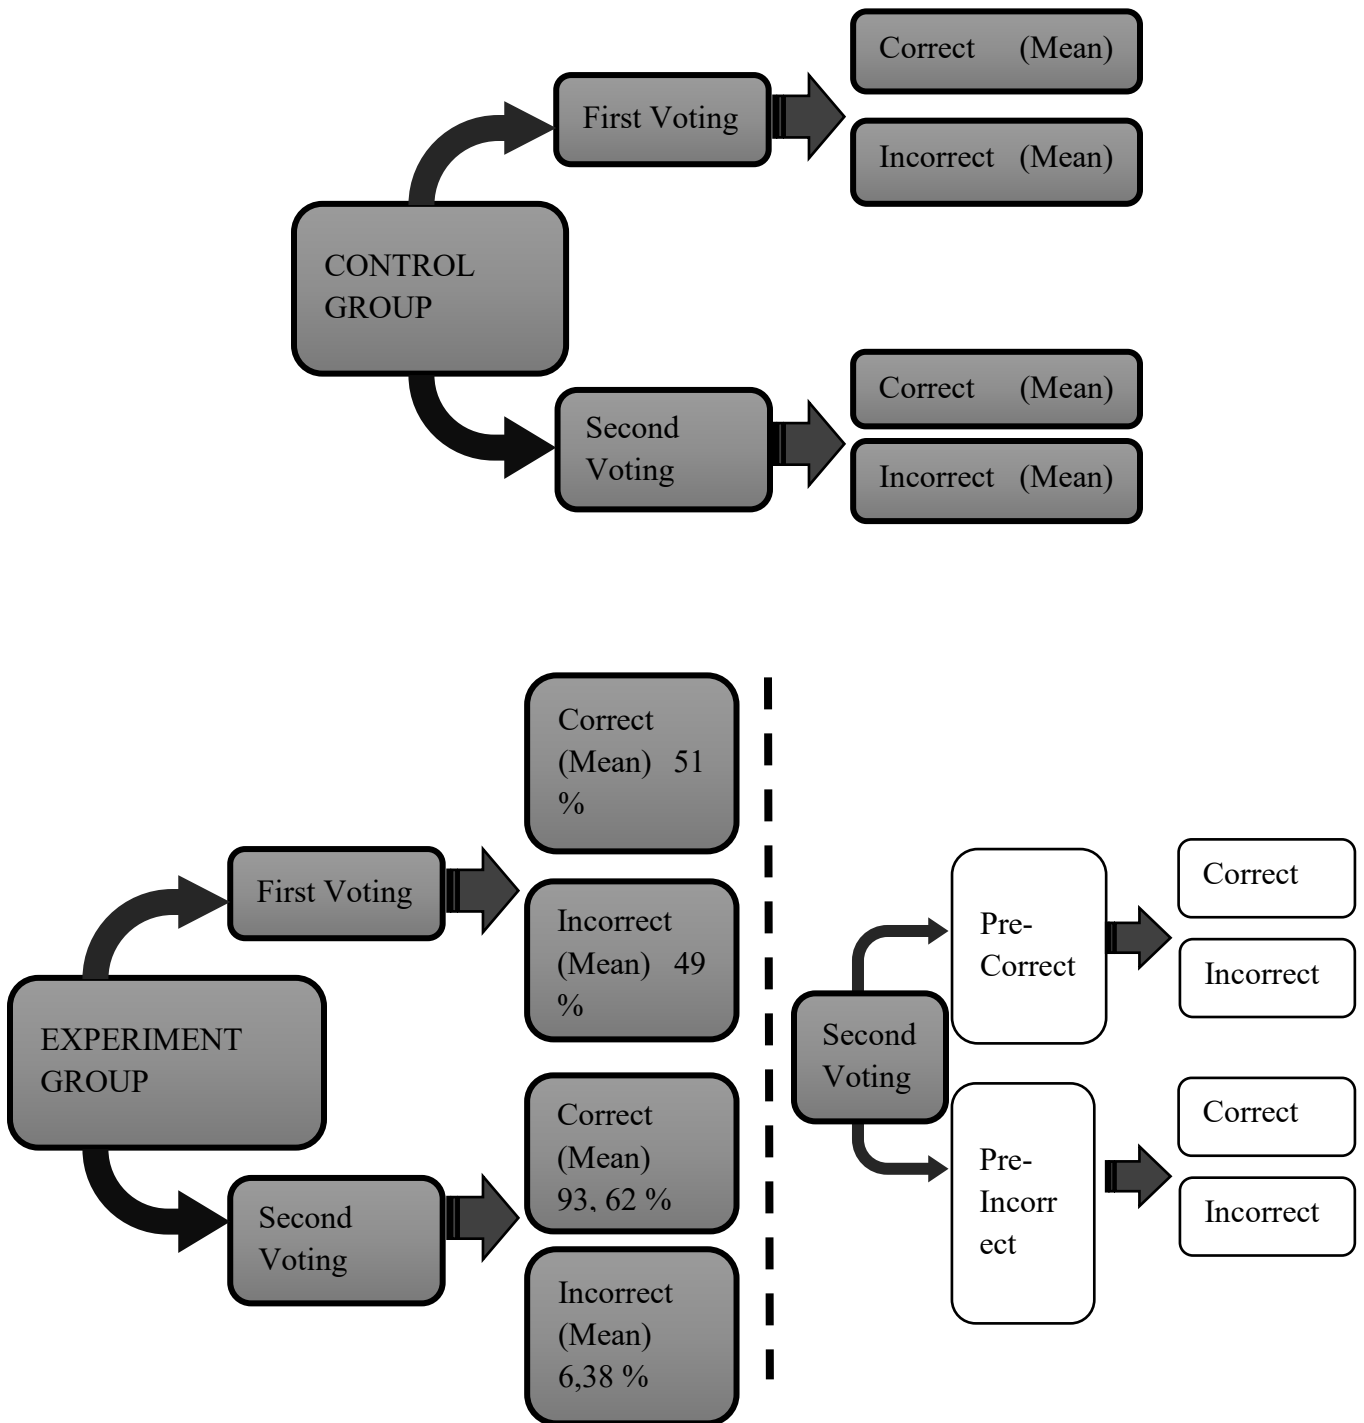 Correct (Mean)
First Voting
Incorrect (Mean)
CONTROL
GROUP
Correct (Mean)
Second
Voting
Incorrect (Mean)
Correct
(Mean) 51
%
First Voting
Incorrect
(Mean) 49
%
EXPERIMENT
GROUP
Correct
(Mean)
93, 62 %
Second
Voting
Incorrect
(Mean)
6,38 %
Second
Voting
Pre-
Correct
Correct
Incorrect
Pre-
Incorr
ect
Correct
Incorrect